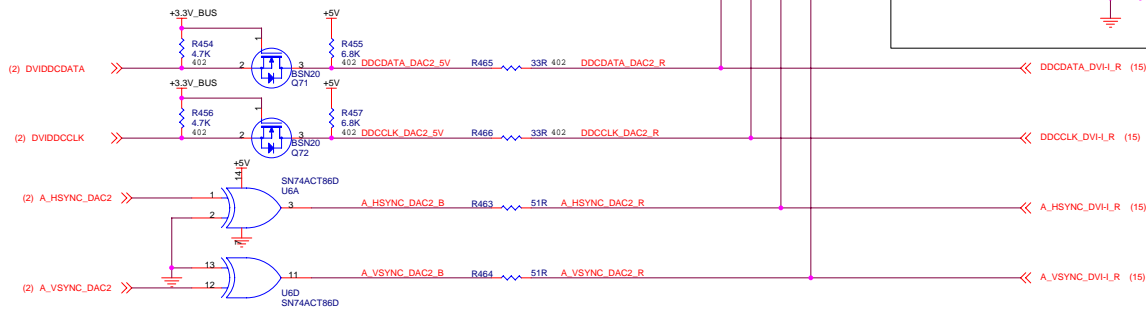 +3.3V_BUS
+5V
R454
4.7K
402
1
2
3
BSN20
Q71
R455
6.8K
402
(2) DVIDDCDATA
DDCDATA_DAC2_5V
R465
33R
402
DDCDATA_DAC2_R
DDCDATA_DVI-I_R
(15)
+3.3V_BUS
+5V
R456
4.7K
402
1
2
3
BSN20
Q72
R457
6.8K
402
(2) DVIDDCCLK
DDCCLK_DAC2_5V
R466
33R
402
DDCCLK_DAC2_R
DDCCLK_DVI-I_R
(15)
+5V
14
SN74ACT86D
U6A
(2) A_HSYNC_DAC2
1
2
3
7
A_HSYNC_DAC2_B
R463
51R
A_HSYNC_DAC2_R
A_HSYNC_DVI-I_R
(15)
13
12
11
(2) A_VSYNC_DAC2
A_VSYNC_DAC2_B
R464
51R
A_VSYNC_DAC2_R
A_VSYNC_DVI-I_R
(15)
U6D
SN74ACT86D